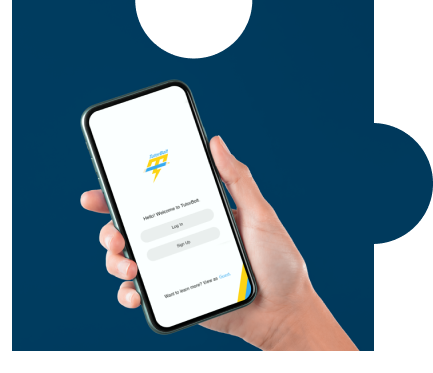 TutorBolt
Hello! Welcome to TutorBolt
Log In
Sign Up
Want to learn more? View as Guest